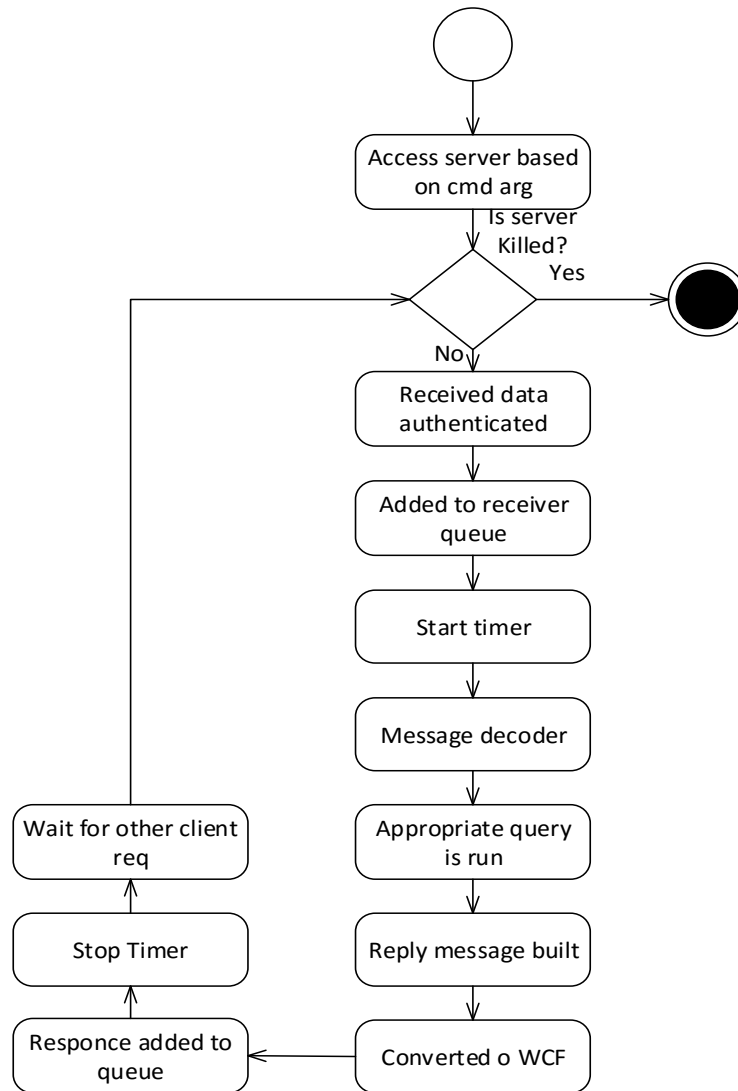 Access server based
on cmd arg
Is server
Killed?
Yes
No
Received data
authenticated
Added to receiver
queue
Start timer
Message decoder
Appropriate query
is run
Reply message built
Converted o WCF
Responce added to
queue
Stop Timer
Wait for other client
req